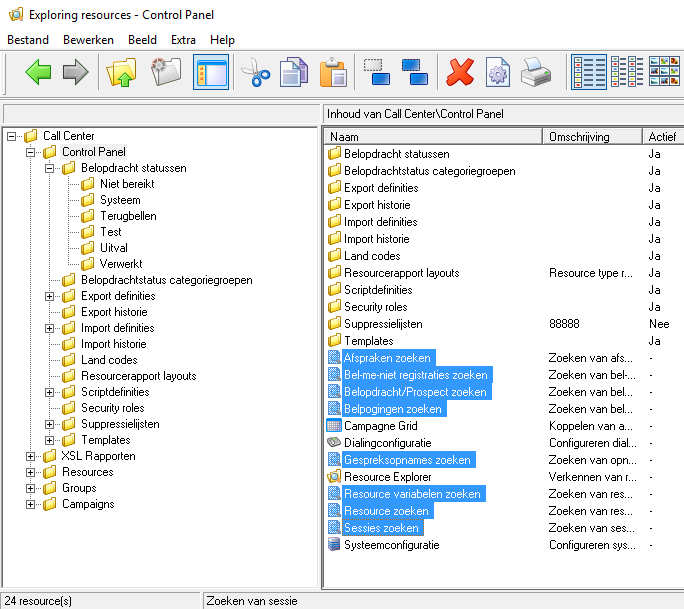 Exploring resources - Control Panel
Bestand Bewerken Beeld Extra Help
Inhoud van Call Center\Control Panel
Call Center
Control Panel
Belopdracht statussen
Niet bereikt
Systeem
Terugbellen
Test
Uitval
Verwerkt
Belopdrachtstatus categoriegroepen
Export definities
Export historie
Import definities
Import historie
Land codes
Resourcerapport layouts
Scriptdefinities
Security roles
Suppressielijsten
Templates
XSL Rapporten
Resources
Groups
Campaigns
Naam Omschrijving Actief
Belopdracht statussen Ja
Belopdrachtstatus categoriegroepen Ja
Export definities Ja
Export historie Ja
Import definities Ja
Import historie Ja
Land codes Ja
Resourcerapport layouts Resource type r... Ja
Scriptdefinities Ja
Security roles Ja
Suppressielijsten 88888 Nee
Templates Ja
Afspraken zoeken Zoeken van afs... -
Bel-me-niet registraties zoeken Zoeken van bel-... -
Belopdracht/Prospect zoeken Zoeken van bel... -
Belpogingen zoeken Zoeken van bel... -
Campagne Grid Koppelen van a... -
Dialingconfiguratie Configureren dial... -
Gespreksopnames zoeken Zoeken van opn... -
Resource Explorer Verkennen van r... -
Resource variabelen zoeken Zoeken van res... -
Resource zoeken Zoeken van res... -
Sessies zoeken Zoeken van ses... -
Systeemconfiguratie Configureren sys... -
24 resource(s) Zoeken van sessie